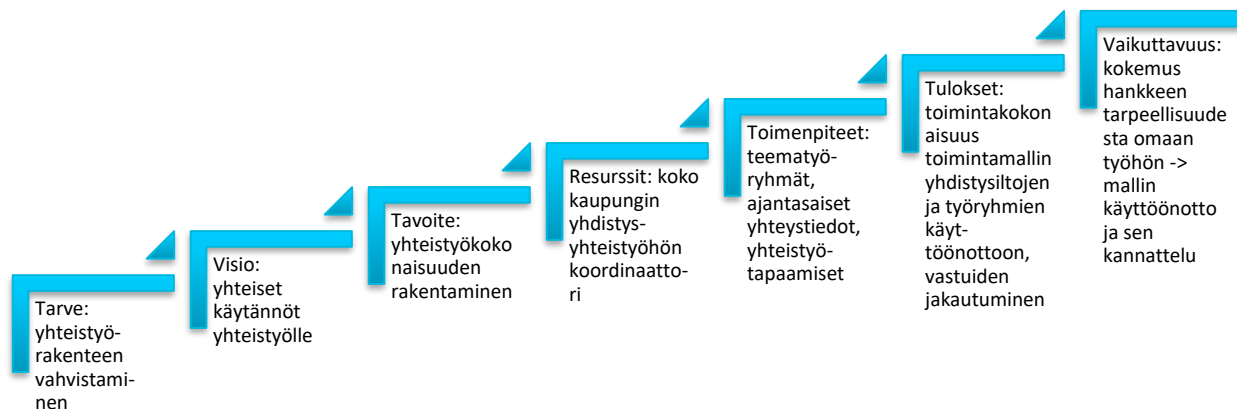 Tarve:
yhteistyö-
rakenteen
vahvistami-
nen
Visio:
yhteiset
käytännöt
yhteistyölle
Tavoite:
yhteistyökoko
naisuuden
rakentaminen
Resurssit: koko
kaupungin
yhdistys-
yhteistyöhön
koordinaatto-
ri
Toimenpiteet:
teematyö-
ryhmät,
ajantasaiset
yhteystiedot,
yhteistyö-
tapaamiset
Tulokset:
toimintakokon
aisuus
toimintamallin
yhdistysiltojen
ja työryhmien
käyt-
töönottoon,
vastuiden
jakautuminen
Vaikuttavuus:
kokemus
hankkeen
tarpeellisuude
sta omaan
työhön ->
mallin
käyttöönotto
ja sen
kannattelu